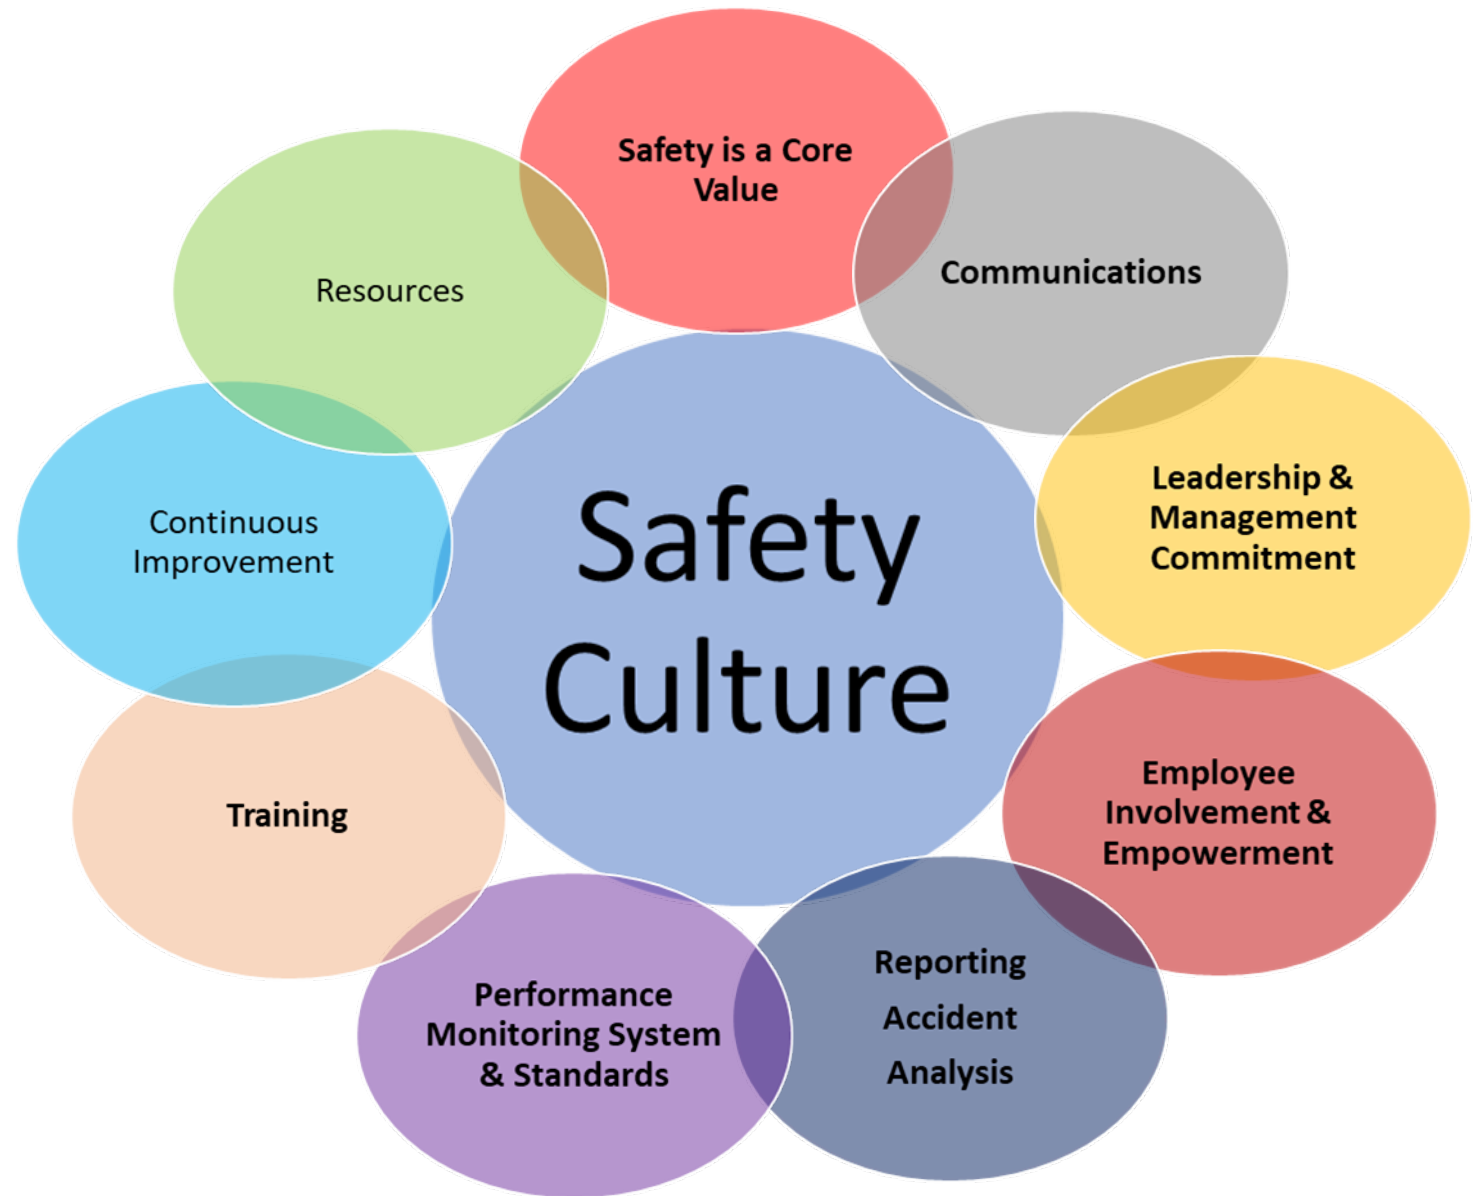 Safety is a Core
Value
Communications
Leadership &
Management
Commitment
Employee
Involvement &
Empowerment
Reporting
Accident
Analysis
Performance
Monitoring System
& Standards
Training
Continuous
Improvement
Resources
Safety
Culture